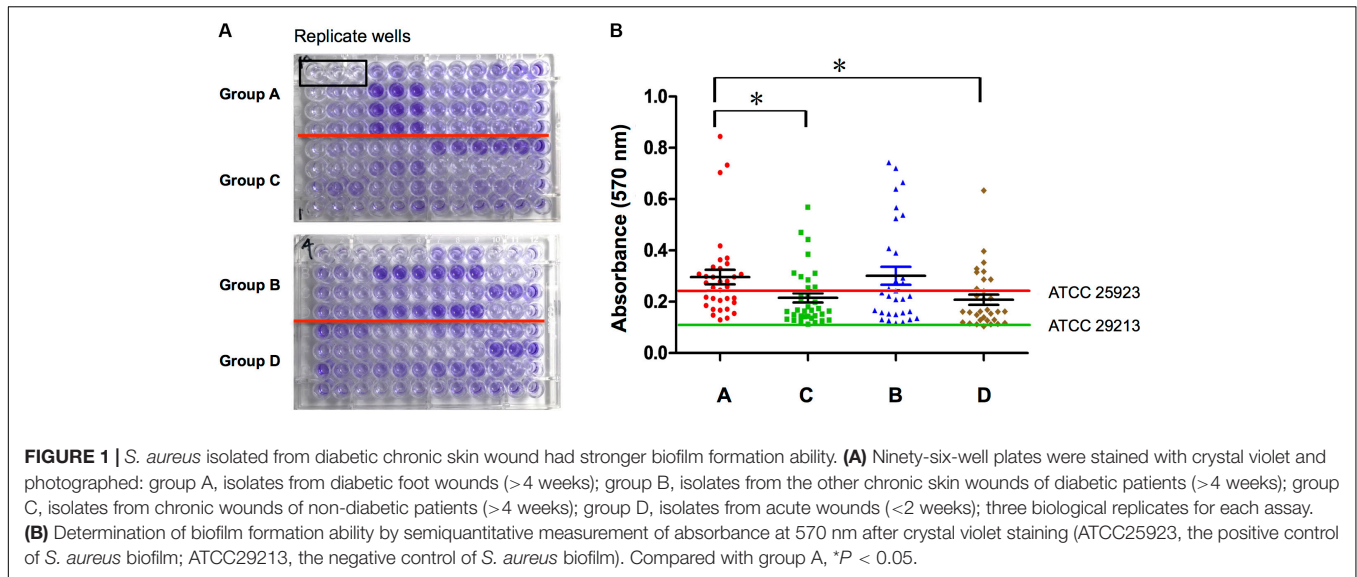 A
Replicate wells
Group A
Group C
Group B
Group D
B
*
*
Absorbance (570 nm)
1.0
0.8
0.6
0.4
0.2
0.0
ATCC 25923
ATCC 29213
A C B D
FIGURE 1 | S. aureus isolated from diabetic chronic skin wound had stronger biofilm formation ability. (A) Ninety-six-well plates were stained with crystal violet and
photographed: group A, isolates from diabetic foot wounds (>4 weeks); group B, isolates from the other chronic skin wounds of diabetic patients (>4 weeks); group
C, isolates from chronic wounds of non-diabetic patients (>4 weeks); group D, isolates from acute wounds (<2 weeks); three biological replicates for each assay.
(B) Determination of biofilm formation ability by semiquantitative measurement of absorbance at 570 nm after crystal violet staining (ATCC25923, the positive control
of S. aureus biofilm; ATCC29213, the negative control of S. aureus biofilm). Compared with group A, *P < 0.05.